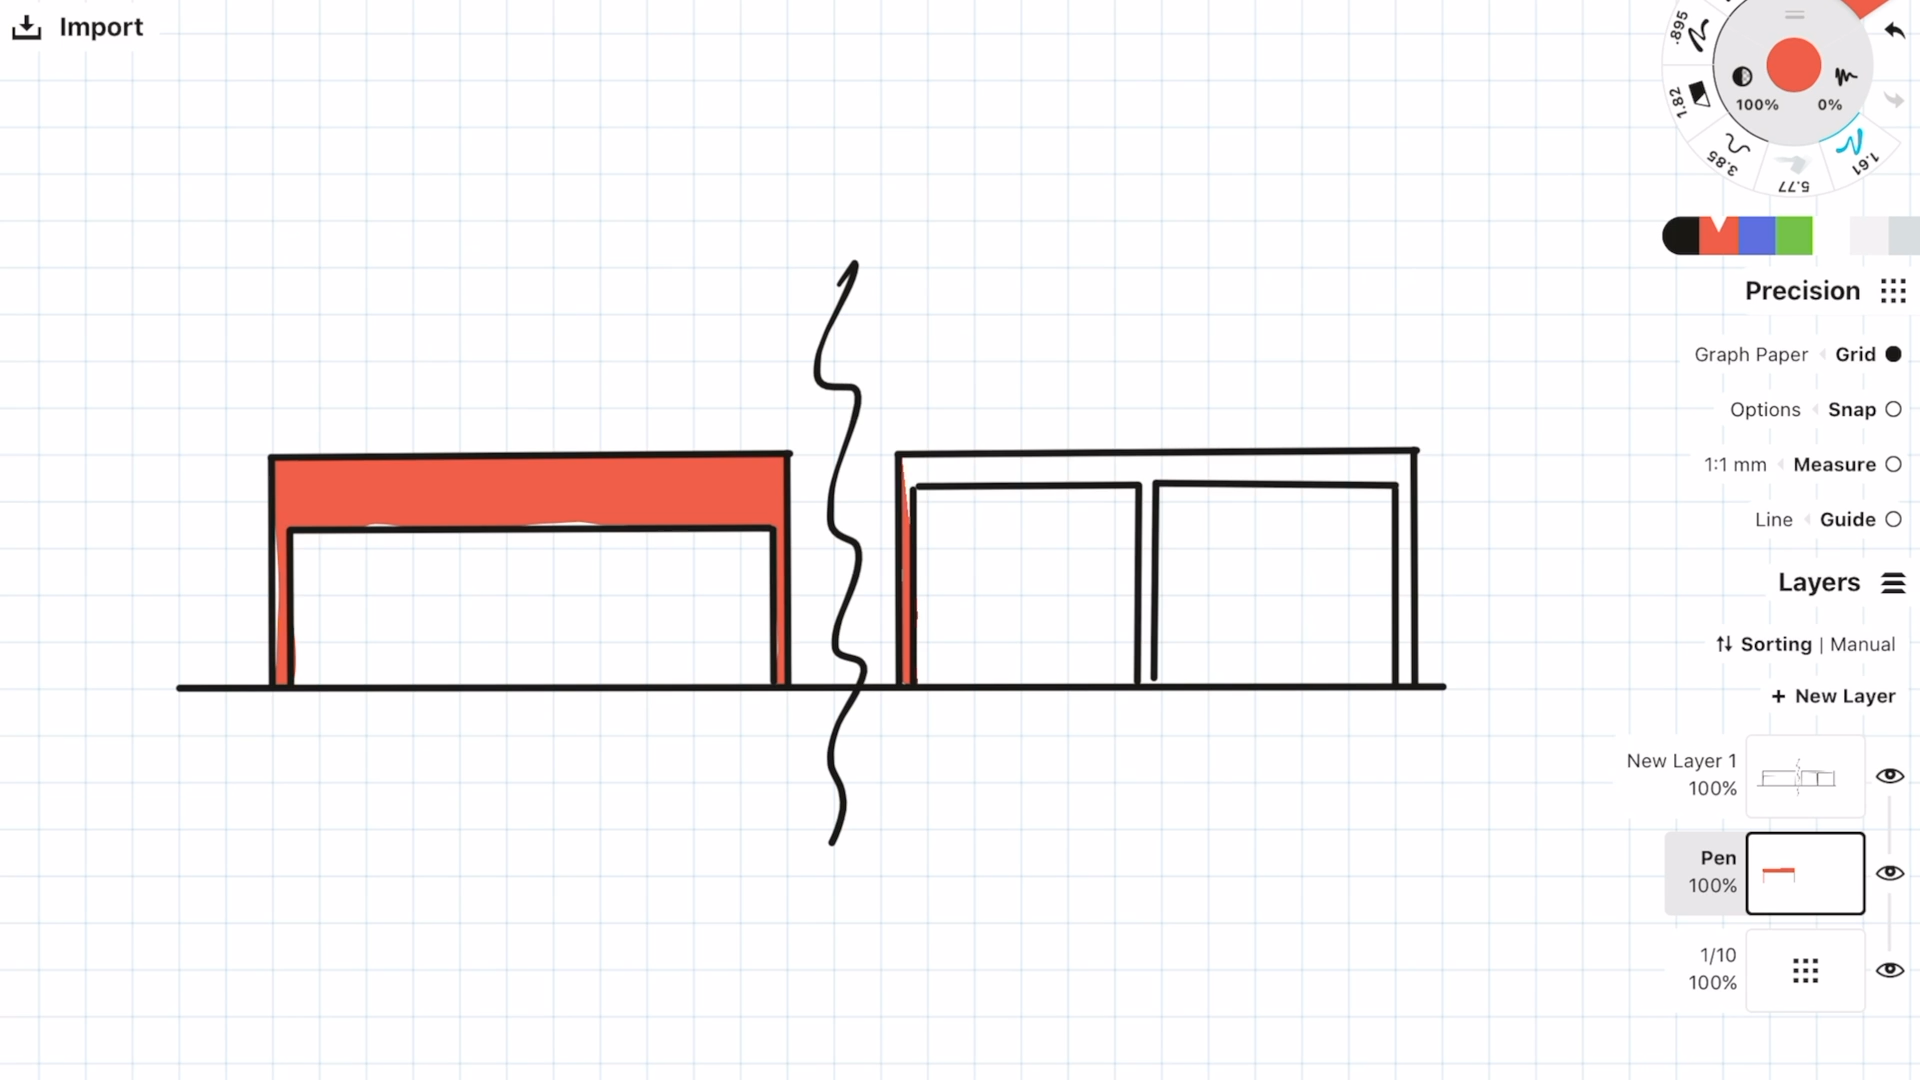 Import
.895
1.82
3.85
5.77
1.61
100%
0%
Precision
Graph Paper Grid
Options Snap
1:1 mm Measure
Line Guide
Layers
Sorting | Manual
+ New Layer
New Layer 1
100%
Pen
100%
1/10
100%